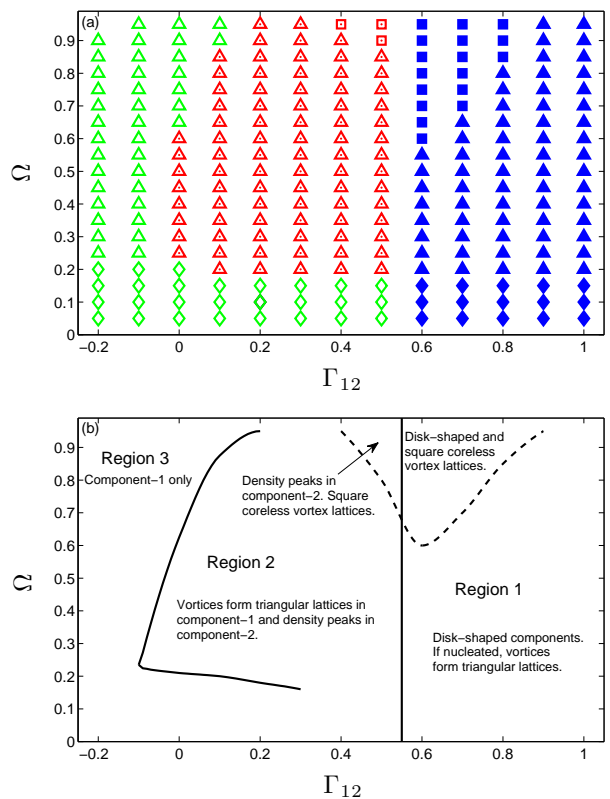 (a)
0.9
0.8
0.7
0.6
0.5
0.4
0.3
0.2
0.1
0
Ω
−0.2
0
0.2
0.4
0.6
0.8
1
Γ12
(b)
0.9
0.8
0.7
0.6
0.5
0.4
0.3
0.2
0.1
0
Ω
Region 3
Component−1 only
Density peaks in
component−2. Square
coreless vortex lattices.
Disk−shaped and
square coreless
vortex lattices.
Region 2
Vortices form triangular lattices in
component−1 and density peaks in
component−2.
Region 1
Disk−shaped components.
If nucleated, vortices
form triangular lattices.
−0.2
0
0.2
0.4
0.6
0.8
1
Γ12